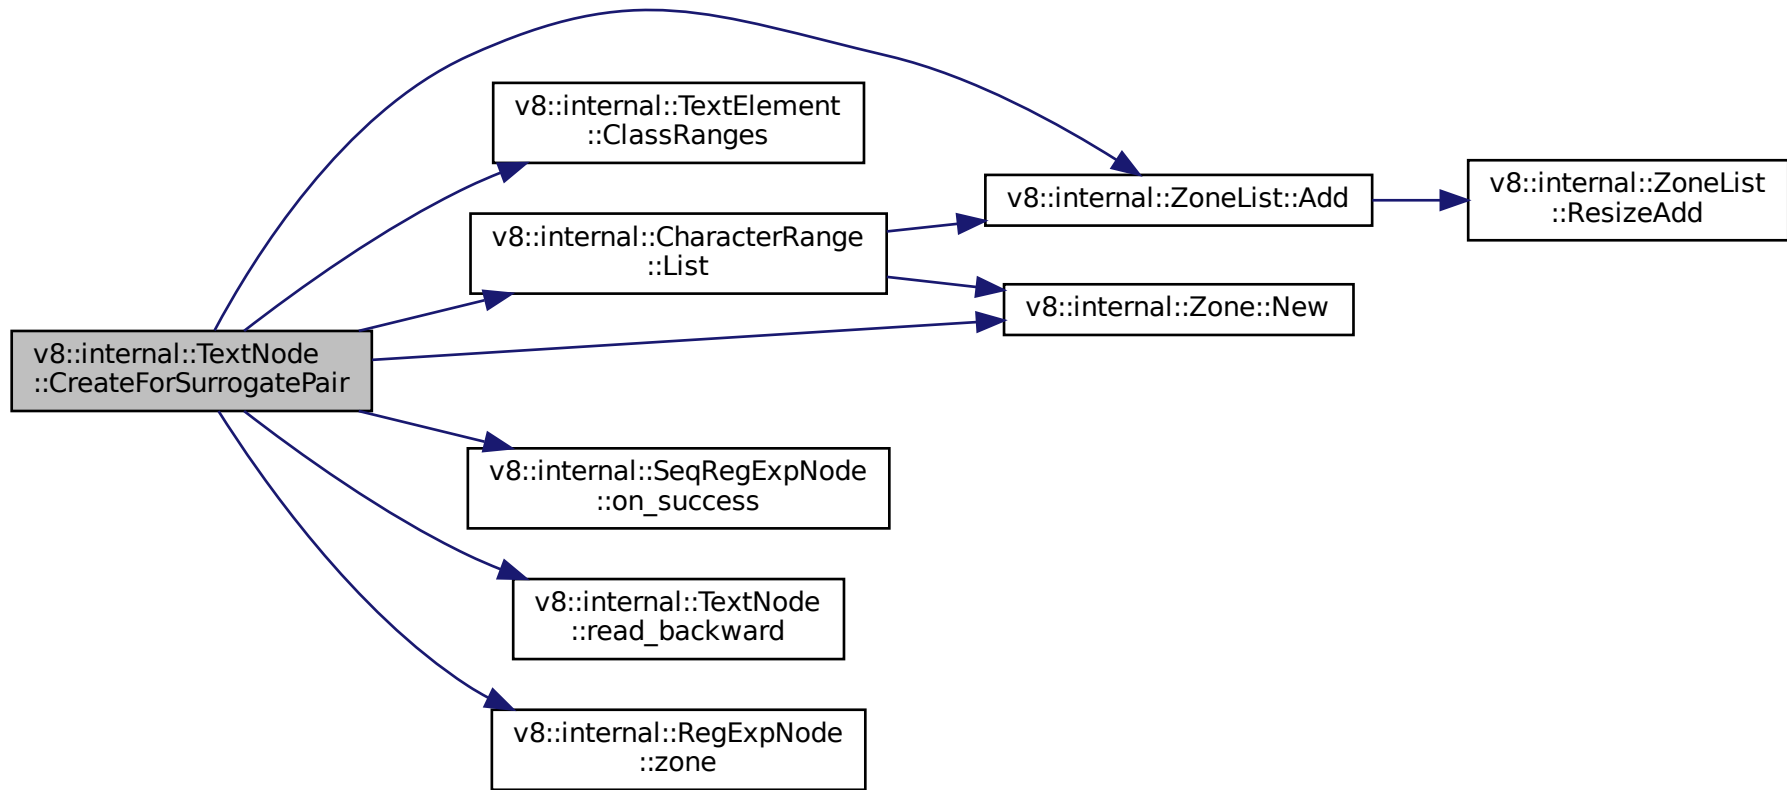 v8::internal::TextNode
::CreateForSurrogatePair
v8::internal::TextElement
::ClassRanges
v8::internal::CharacterRange
::List
v8::internal::ZoneList::Add
v8::internal::ZoneList
::ResizeAdd
v8::internal::Zone::New
v8::internal::SeqRegExpNode
::on_success
v8::internal::TextNode
::read_backward
v8::internal::RegExpNode
::zone